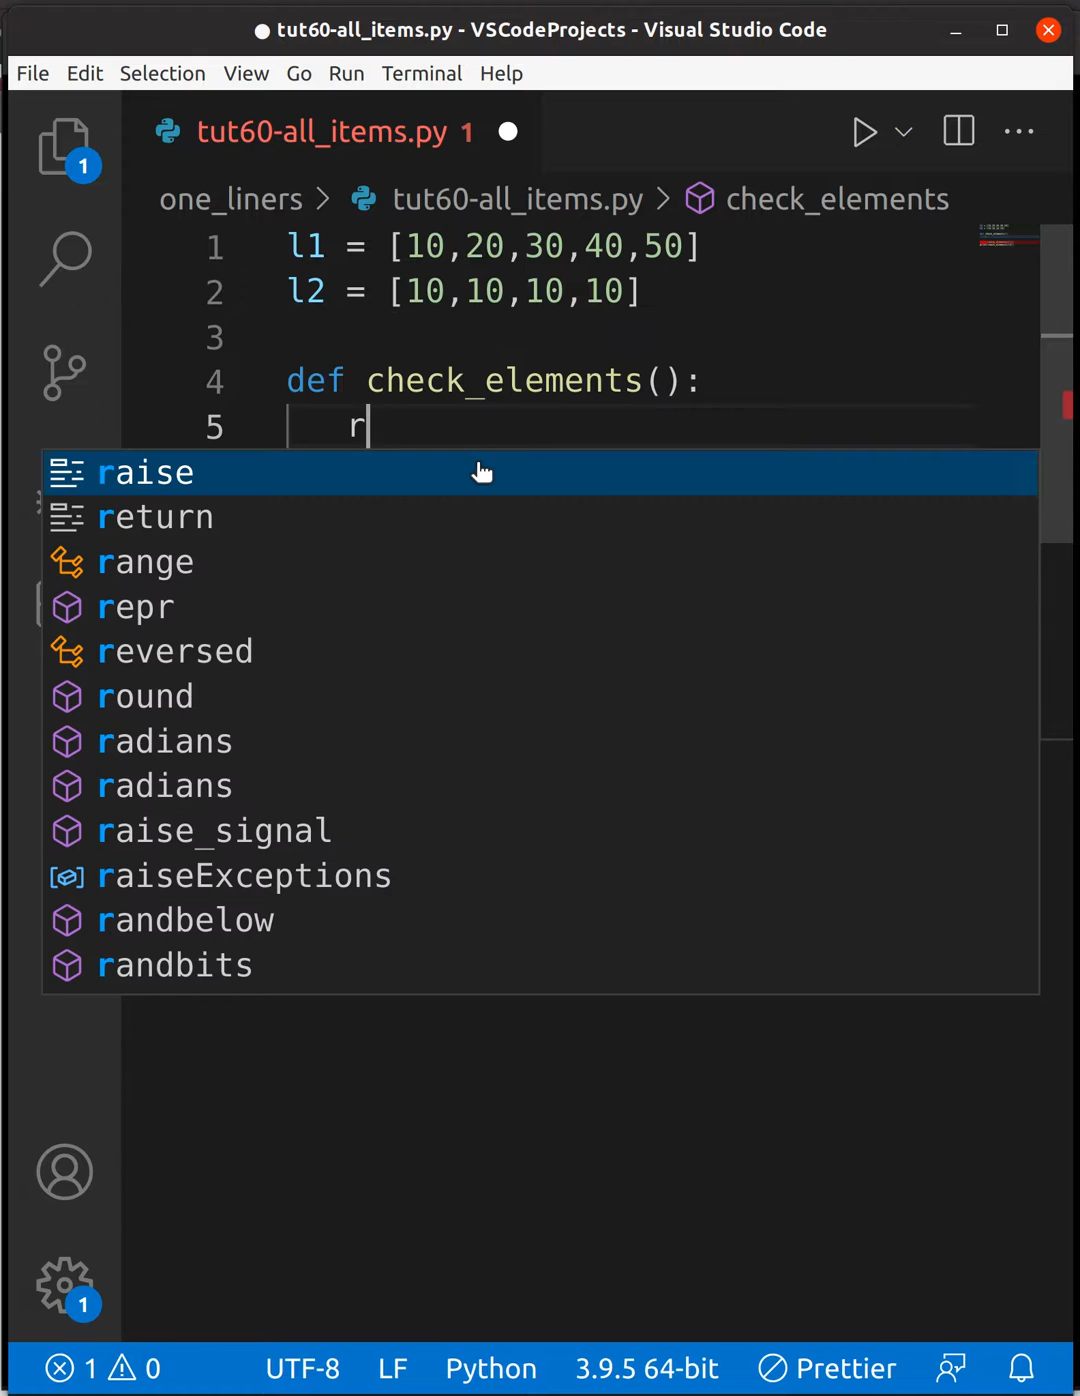 tut60-all_items.py - VSCodeProjects - Visual Studio Code
File Edit Selection View Go Run Terminal Help
tut60-all_items.py 1
1
one_liners > tut60-all_items.py > check_elements
1 l1 = [10,20,30,40,50]
2 l2 = [10,10,10,10]
3
4 def check_elements():
5 r
raise
return
range
repr
reversed
round
radians
radians
raise_signal
raiseExceptions
randbelow
randbits
1
1 0 UTF-8 LF Python 3.9.5 64-bit Prettier